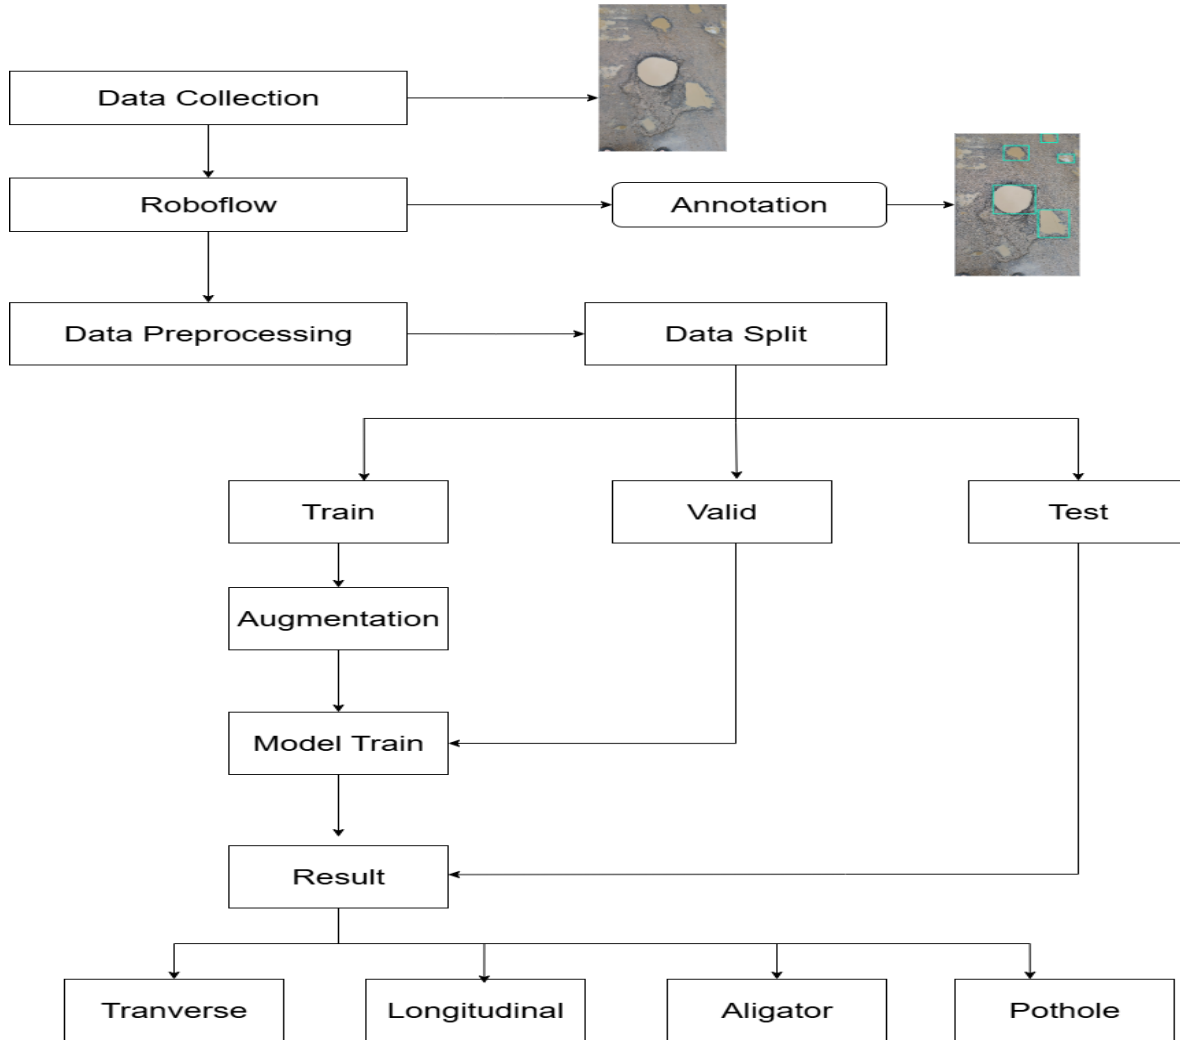 Data Collection
Roboflow
Annotation
Data Preprocessing
Data Split
Train
Valid
Test
Augmentation
Model Train
Result
Tranverse
Longitudinal
Aligator
Pothole